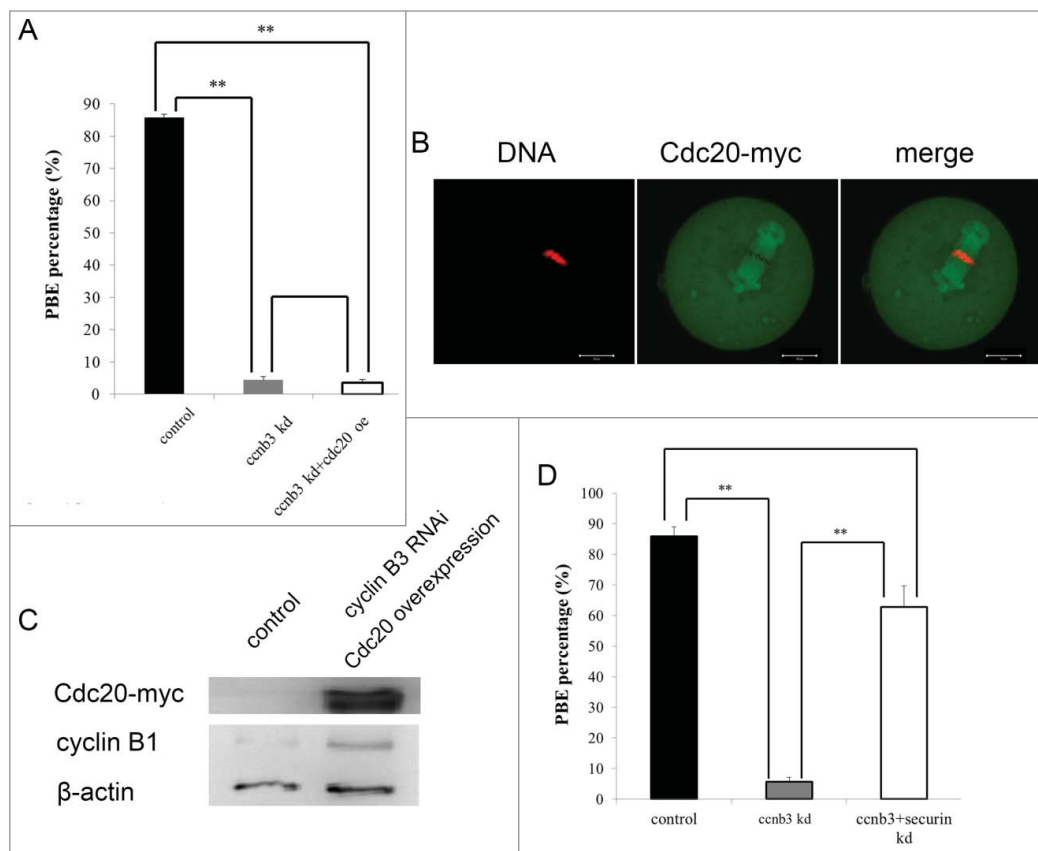 A
**
**
PBE percentage (%)
90
80
70
60
50
40
30
20
10
0
control
ccnb3 kd
ccnb3 kd+cdc20 oe
B
DNA
Cdc20-myc
merge
C
control
cyclin B3 RNAi
Cdc20 overexpression
Cdc20-myc
cyclin B1
β-actin
D
**
**
PBE percentage (%)
100
90
80
70
60
50
40
30
20
10
0
control
ccnb3 kd
ccnb3+securin
kd